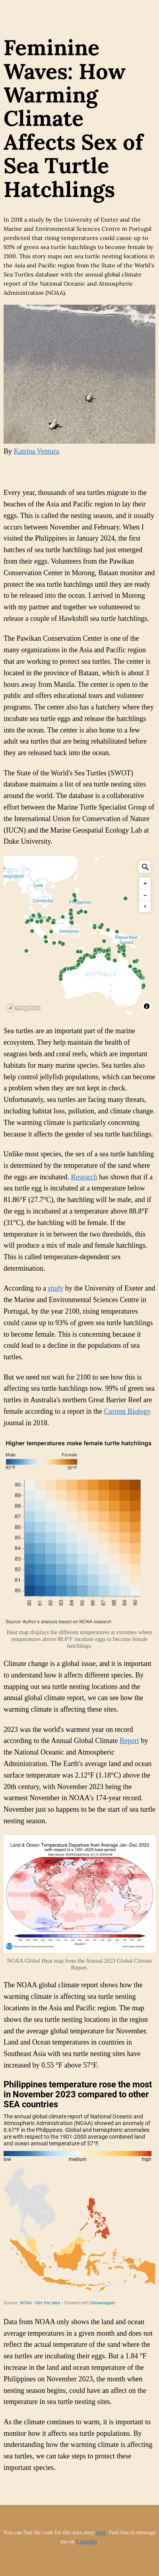 Feminine
Waves: How
Warming
Climate
Affects Sex of
Sea Turtle
Hatchlings
In 2018 a study by the University of Exeter and the
Marine and Environmental Sciences Centre in Portugal
predicted that rising temperatures could cause up to
93% of green sea turtle hatchlings to become female by
2100. This story maps out sea turtle nesting locations in
the Asia and Pacific region from the State of the World's
Sea Turtles database with the annual global climate
report of the National Oceanic and Atmospheric
Administration (NOAA).
By Katrina Ventura
Every year, thousands of sea turtles migrate to the
beaches of the Asia and Pacific region to lay their
eggs. This is called the nesting season, and it usually
occurs between November and February. When I
visited the Philippines in January 2024, the first
batches of sea turtle hatchlings had just emerged
from their eggs. Volunteers from the Pawikan
Conservation Center in Morong, Bataan monitor and
protect the sea turtle hatchlings until they are ready
to be released into the ocean. I arrived in Morong
and worked together with the volunteers to help
release a couple of Hawksbill sea turtle hatchlings.
The Pawikan Conservation Center is one of the
many organizations in the Asia and Pacific region
that are working to protect sea turtles. The center is
located in the province of Bataan, which is about 3
hours away from Manila. The center is open to the
public and offers educational tours and volunteer
programs. The center also has a hatchery where they
incubate sea turtle eggs and release the hatchlings
into the ocean. The center is also home to a few
adult sea turtles that are being rehabilitated before
they are released back into the ocean.
The State of the World's Sea Turtles (SWOT)
database maintains a list of sea turtle nesting sites
around the world. The database is a collaboration
between the Marine Turtle Specialist Group of
the International Union for Conservation of Nature
(IUCN) and the Marine Geospatial Ecology Lab at
Duke University.
Laos
Cambodia
Philippines
Indonesia
Papua New
Guinea
AUSTRALIA
mapbox
Sea turtles are an important part of the marine
ecosystem. They help maintain the health of
seagrass beds and coral reefs, which are important
habitats for many marine species. Sea turtles also
help control jellyfish populations, which can become
a problem when they are not kept in check.
Unfortunately, sea turtles are facing many threats,
including habitat loss, pollution, and climate change.
The warming climate is particularly concerning
because it affects the gender of sea turtle hatchlings.
Unlike most species, the sex of a sea turtle hatchling
is determined by the temperature of the sand where
the eggs are incubated. Research has shown that if a
sea turtle egg is incubated at a temperature below
81.86°F (27.7°C), the hatchling will be male, and if
the egg is incubated at temperature above 88.8°F
(31°C), the hatchling will be female. If the
temperature is in between the two thresholds, this
will produce a mix of male and female hatchlings.
This is called temperature-dependent sex
determination.
According to a study by the University of Exeter and
the Marine and Environmental Sciences Centre in
Portugal, by the year 2100, rising temperatures
could cause up to 93% of green sea turtle hatchlings
to become female. This is concerning because it
could lead to a decline in the populations of sea
turtles.
But we need not wait for 2100 to see how this is
affecting sea turtle hatchlings now. 99% of green sea
turtles in Australia's northern Great Barrier Reef are
female according to a report in the Current Biology
journal in 2018.
Higher temperatures make female turtle hatchlings
Male Female
80°F 90°F
90
89
88
87
86
85
84
83
82
81
80
80 81 82 83 84 85 86 87 88 89 90
Source: Author's analysis based on NOAA research
Heat map displays the different temperatures at extremes where
temperatures above 88.8°F incubate eggs to become female
hatchlings.
Climate change is a global issue, and it is important
to understand how it affects different species. By
mapping out sea turtle nesting locations and the
annual global climate report, we can see how the
warming climate is affecting these sites.
2023 was the world's warmest year on record
according to the Annual Global Climate Report by
the National Oceanic and Atmospheric
Administration. The Earth's average land and ocean
surface temperature was 2.12°F (1.18°C) above the
20th century, with November 2023 being the
warmest November in NOAA's 174-year record.
November just so happens to be the start of sea turtle
nesting season.
Land & Ocean Temperature Departure from Average Jan-Dec 2023
(with respect to a 1991-2020 base period)
NOAA Global Heat map from the Annual 2023 Global Climate
Report.
The NOAA global climate report shows how the
warming climate is affecting sea turtle nesting
locations in the Asia and Pacific region. The map
shows the average global temperature for November.
Land and Ocean temperatures in countries in
Southeast Asia with sea turtle nesting sites have
increased by 0.55 °F above 57°F.
Philippines temperature rose the most
in November 2023 compared to other
SEA countries
The annual global climate report of National Oceanic and
Atmospheric Administration (NOAA) showed an anomaly of
0.67°F in the Philippines. Global and hemispheric anomalies
are with respect to the 1901-2000 average combined land
and ocean annual temperature of 57°F.
low medium high
Source: NOAA · Get the data · Created with Datawrapper
Data from NOAA only shows the land and ocean
average temperatures in a given month and does not
reflect the actual temperature of the sand where the
sea turtles are incubating their eggs. But a 1.84 °F
increase in the land and ocean temperature of the
Philippines on November 2023, the month when
nesting season begins, could have an affect on the
temperature in sea turtle nesting sites.
As the climate continues to warm, it is important to
monitor how it affects sea turtle populations. By
understanding how the warming climate is affecting
sea turtles, we can take steps to protect these
important species.
You can find the code for this data story here. Feel free to message
me on LinkedIn.